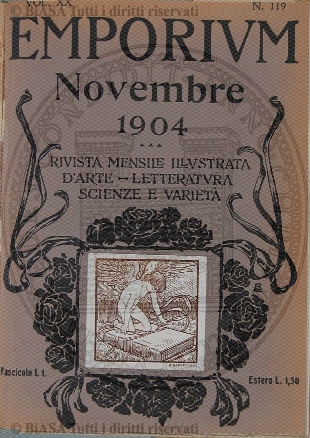 © BiASA Tutti i diritti riservati
VOL. XX N. 119
EMPORIVM
Novembre
1904
RIVISTA MENSILE ILLVSTRATA
D'ARTE — LETTERATVRA
SCIENZE E VARIETÀ
Fascicolo L. 1.
Estero L. 1,30
© BiASA Tutti i diritti riservati